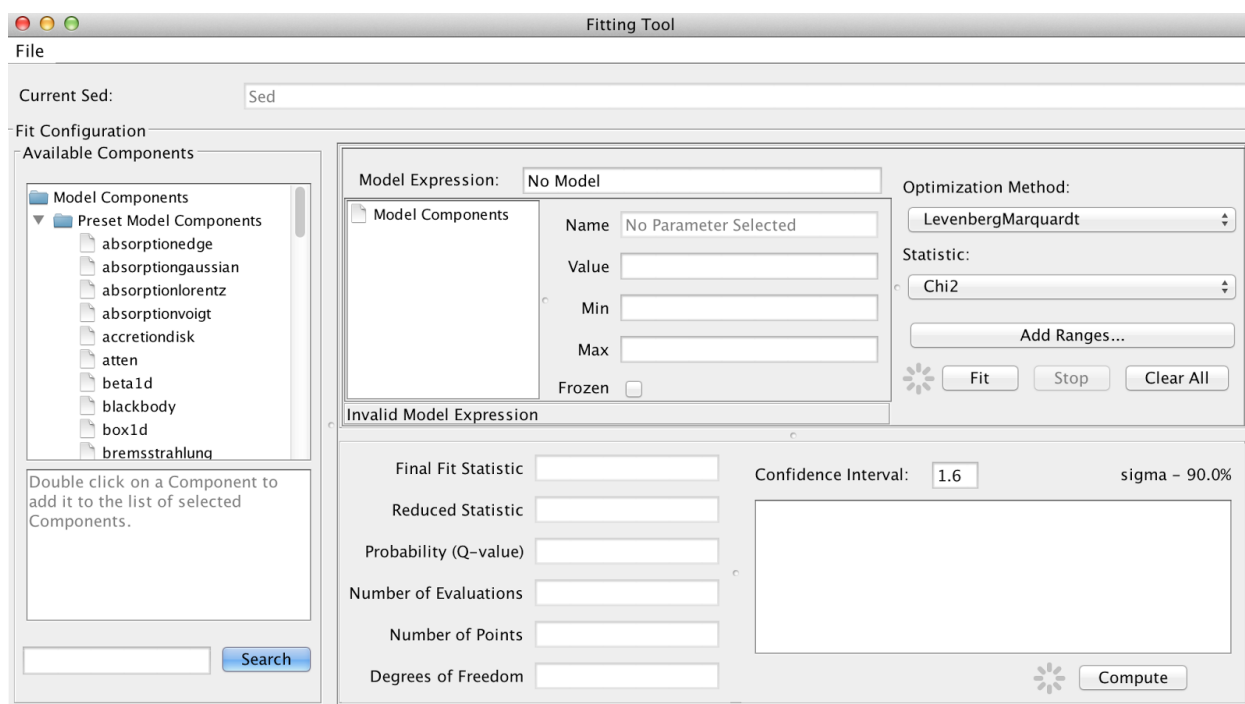 Fitting Tool
File
Current Sed:
Sed
Fit Configuration
Available Components
Model Components
Preset Model Components
absorptionedge
absorptiongaussian
absorptionlorentz
absorptionvoigt
accretiondisk
atten
beta1d
blackbody
box1d
bremsstrahlung
Double click on a Component to
add it to the list of selected
Components.
Search
Model Expression:
No Model
Model Components
Name
No Parameter Selected
Value
Min
Max
Frozen
Invalid Model Expression
Optimization Method:
LevenbergMarquardt
Statistic:
Chi2
Add Ranges...
Fit
Stop
Clear All
Final Fit Statistic
Reduced Statistic
Probability (Q-value)
Number of Evaluations
Number of Points
Degrees of Freedom
Confidence Interval:
1.6
sigma - 90.0%
Compute